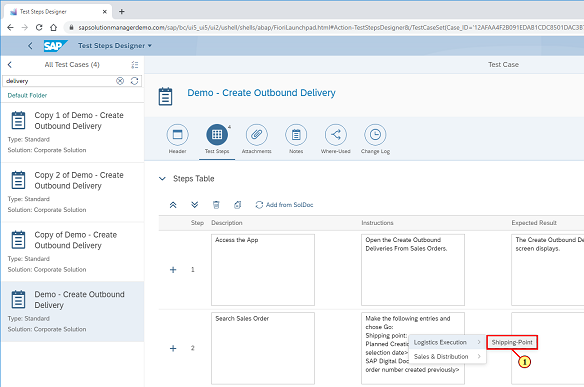 Test Steps Designer
sapsolutionmanagerdemo.com/sap/bc/ui5_ui5/ui2/ushell/shells/abap/FioriLaunchpad.html#Action-TestStepsDesigner&/TestCaseSet(Case_ID='12AFAA4F2B091EDAB1CDC8501DAC3B
SAP
Test Steps Designer
All Test Cases (4)
Test Case
delivery
Default Folder
Copy 1 of Demo - Create
Outbound Delivery
Type: Standard
Solution: Corporate Solution
Copy 2 of Demo - Create
Outbound Delivery
Type: Standard
Solution: Corporate Solution
Copy of Demo - Create
Outbound Delivery
Type: Standard
Solution: Corporate Solution
Demo - Create Outbound
Delivery
Type: Standard
Solution: Corporate Solution
Demo - Create Outbound Delivery
4
Header
Test Steps
Attachments
Notes
Where-Used
Change Log
Steps Table
Add from SolDoc
Step
Description
Instructions
Expected Result
1
Access the App
Open the Create Outbound
Deliveries From Sales Orders.
The Create Outbound De
screen displays.
2
Search Sales Order
Make the following entries and
chose Go:
Shipping point:
Planned Creatio
selection date>
SAP Digital Doc
order number created previously>
Logistics Execution
Sales & Distribution
Shipping-Point
1